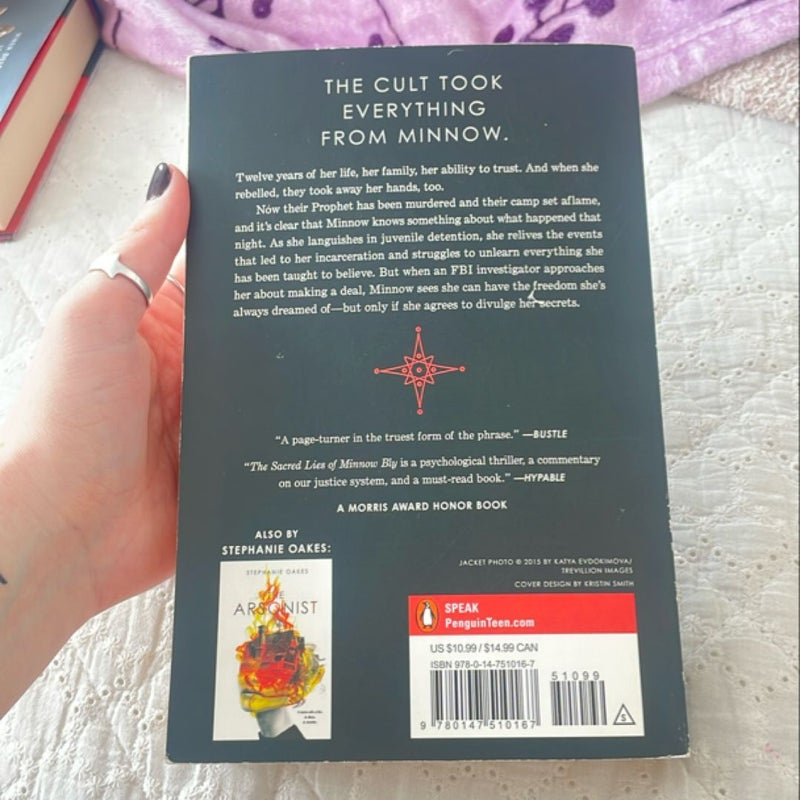 THE CULT TOOK
EVERYTHING
FROM MINNOW.
Twelve years of her life, her family, her ability to trust. And when she
rebelled, they took away her hands, too.
Now their Prophet has been murdered and their camp set aflame,
and it's clear that Minnow knows something about what happened that
night. As she languishes in juvenile detention, she relives the events
that led to her incarceration and struggles to unlearn everything she
has been taught to believe. But when an FBI investigator approaches
her about making a deal, Minnow sees she can have the freedom she's
always dreamed of—but only if she agrees to divulge her secrets.
"A page-turner in the truest form of the phrase." —BUSTLE
"The Sacred Lies of Minnow Bly is a psychological thriller, a commentary
on our justice system, and a must-read book." —HYPABLE
A MORRIS AWARD HONOR BOOK
ALSO BY
STEPHANIE OAKES:
STEPHANIE OAKES
ARSONIST
JACKET PHOTO © 2015 BY KATYA EVDOKIMOVA/
TREVILLION IMAGES
COVER DESIGN BY KRISTIN SMITH
SPEAK
PenguinTeen.com
US $10.99 / $14.99 CAN
ISBN 978-0-14-751016-7
51099
9 780147 510167
S